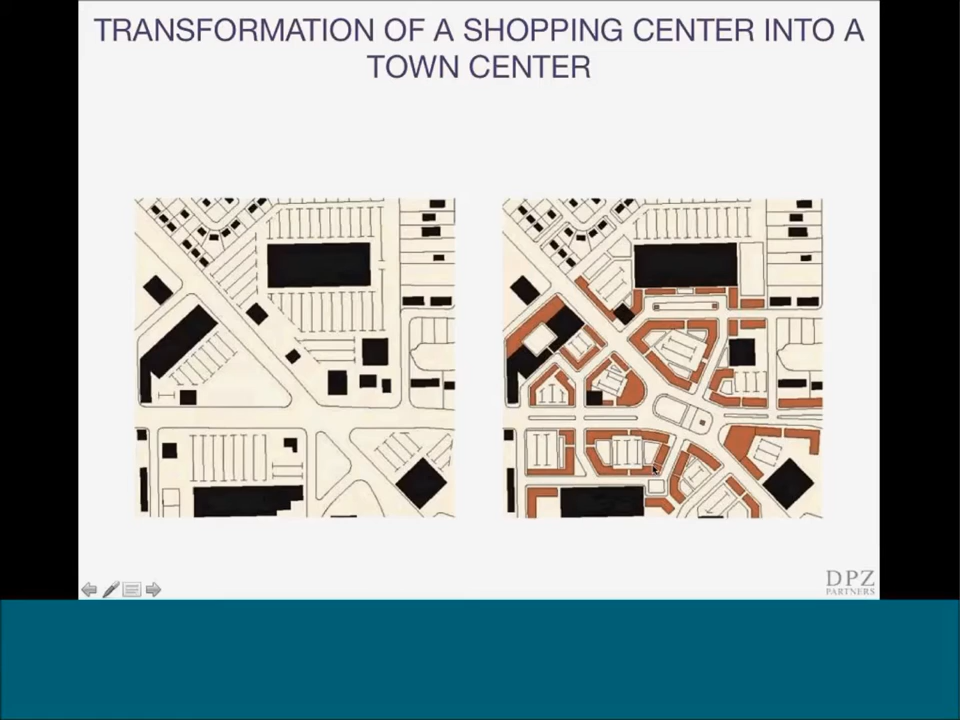 TRANSFORMATION OF A SHOPPING CENTER INTO A
TOWN CENTER
DPZ
PARTNERS